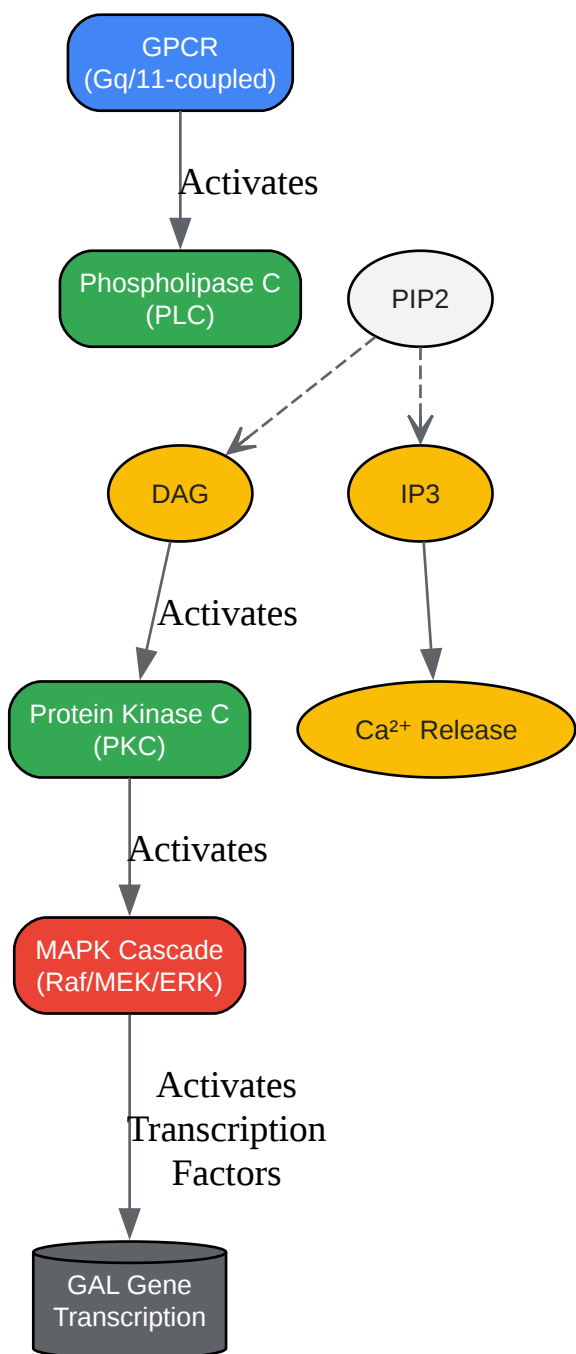 GPCR
(Gq/11-coupled)
Activates
Phospholipase C
(PLC)
PIP2
DAG
IP3
Activates
Protein Kinase C
(PKC)
Ca²⁺ Release
Activates
MAPK Cascade
(Raf/MEK/ERK)
Activates
Transcription
Factors
GAL Gene
Transcription